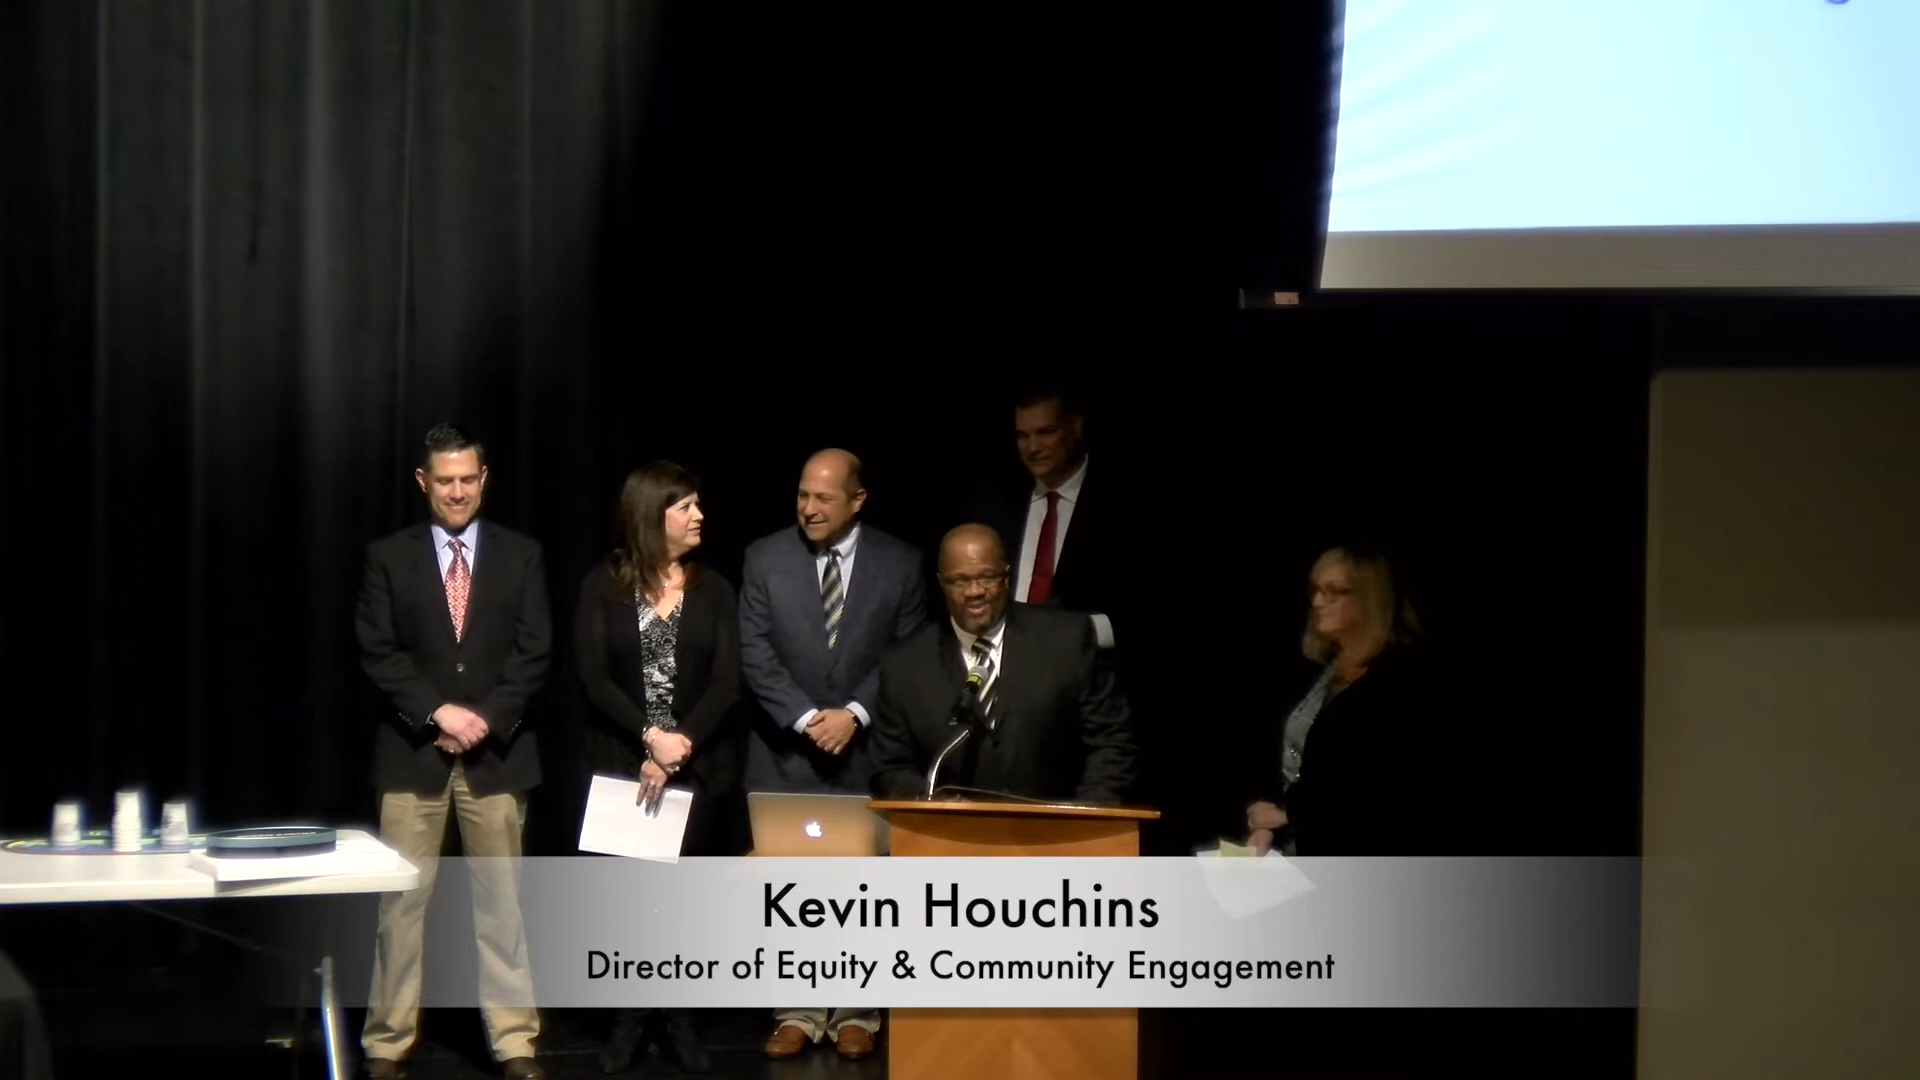 Kevin Houchins
Director of Equity & Community Engagement